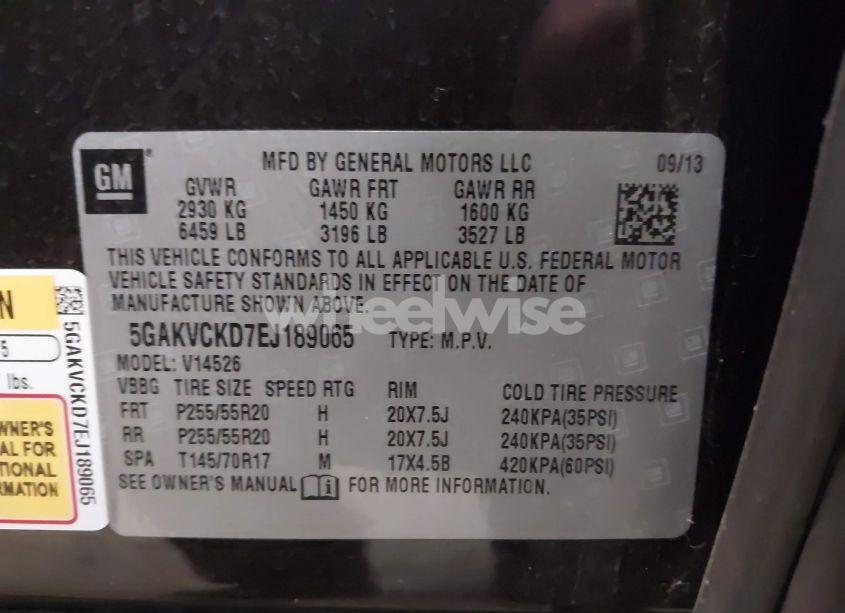 GM
MFD BY GENERAL MOTORS LLC 09/13
GVWR GAWR FRT GAWR RR
2930 KG 1450 KG 1600 KG
6459 LB 3196 LB 3527 LB
THIS VEHICLE CONFORMS TO ALL APPLICABLE U.S. FEDERAL MOTOR
VEHICLE SAFETY STANDARDS IN EFFECT ON THE DATE OF
MANUFACTURE SHOWN ABOVE.
5GAKVCKD7EJ189065 TYPE: M.P.V.
MODEL: V14526
VBBG TIRE SIZE SPEED RTG RIM COLD TIRE PRESSURE
FRT P255/55R20 H 20X7.5J 240KPA(35PSI)
RR P255/55R20 H 20X7.5J 240KPA(35PSI)
SPA T145/70R17 M 17X4.5B 420KPA(60PSI)
SEE OWNER'S MANUAL FOR MORE INFORMATION.
wheelwise
N
5
lbs.
WNER'S
AL FOR
TIONAL
RMATION
5GAKVCKD7EJ189065